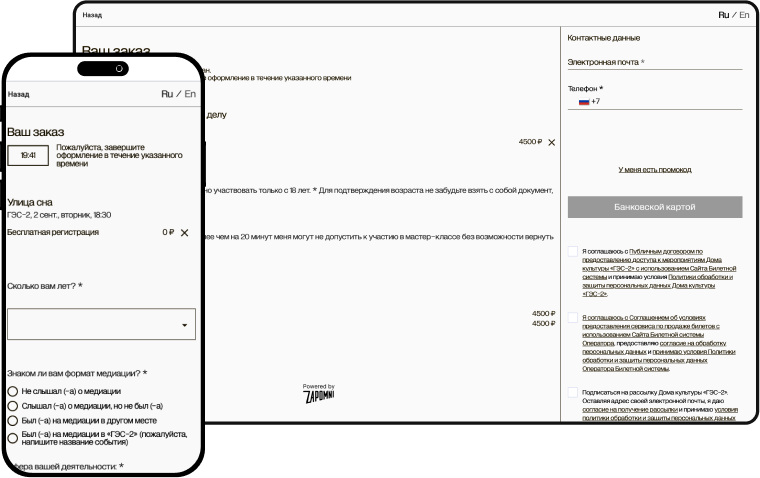 Назад
Ru / En
Ваш заказ
оформление в течение указанного времени
делу
4500 ₽
участвовать только с 18 лет. * Для подтверждения возраста не забудьте взять с собой документ,
чем на 20 минут меня могут не допустить к участию в мастер-классе без возможности вернуть
4500 ₽
4500 ₽
Powered by
ZAPOMNI
Контактные данные
Электронная почта *
Телефон *
+7
У меня есть промокод
Банковской картой
Я соглашаюсь с Публичным договором по
предоставлению доступа к мероприятиям Дома
культуры «ГЭС-2» с использованием Сайта Билетной
системы и принимаю условия Политики обработки и
защиты персональных данных Дома культуры
«ГЭС-2».
Я соглашаюсь с Соглашением об условиях
предоставления сервиса по продаже билетов с
использованием Сайта Билетной системы
Оператора, предоставляю согласие на обработку
персональных данных и принимаю условия Политики
обработки и защиты персональных данных
Оператора Билетной системы.
Подписаться на рассылку Дома культуры «ГЭС-2».
Оставляя адрес своей электронной почты, я даю
согласие на получение рассылки и принимаю условия
политики обработки и защиты персональных данных
Назад
Ru / En
Ваш заказ
19:41
Пожалуйста, завершите
оформление в течение указанного
времени
Улица сна
ГЭС-2, 2 сент., вторник, 18:30
Бесплатная регистрация
0 ₽
Сколько вам лет? *
Знаком ли вам формат медиации? *
Не слышал (-а) о медиации
Слышал (-а) о медиации, но не был (-а)
Был (-а) на медиации в другом месте
Был (-а) на медиации в «ГЭС-2» (пожалуйста,
напишите название события)
вашей деятельности: *